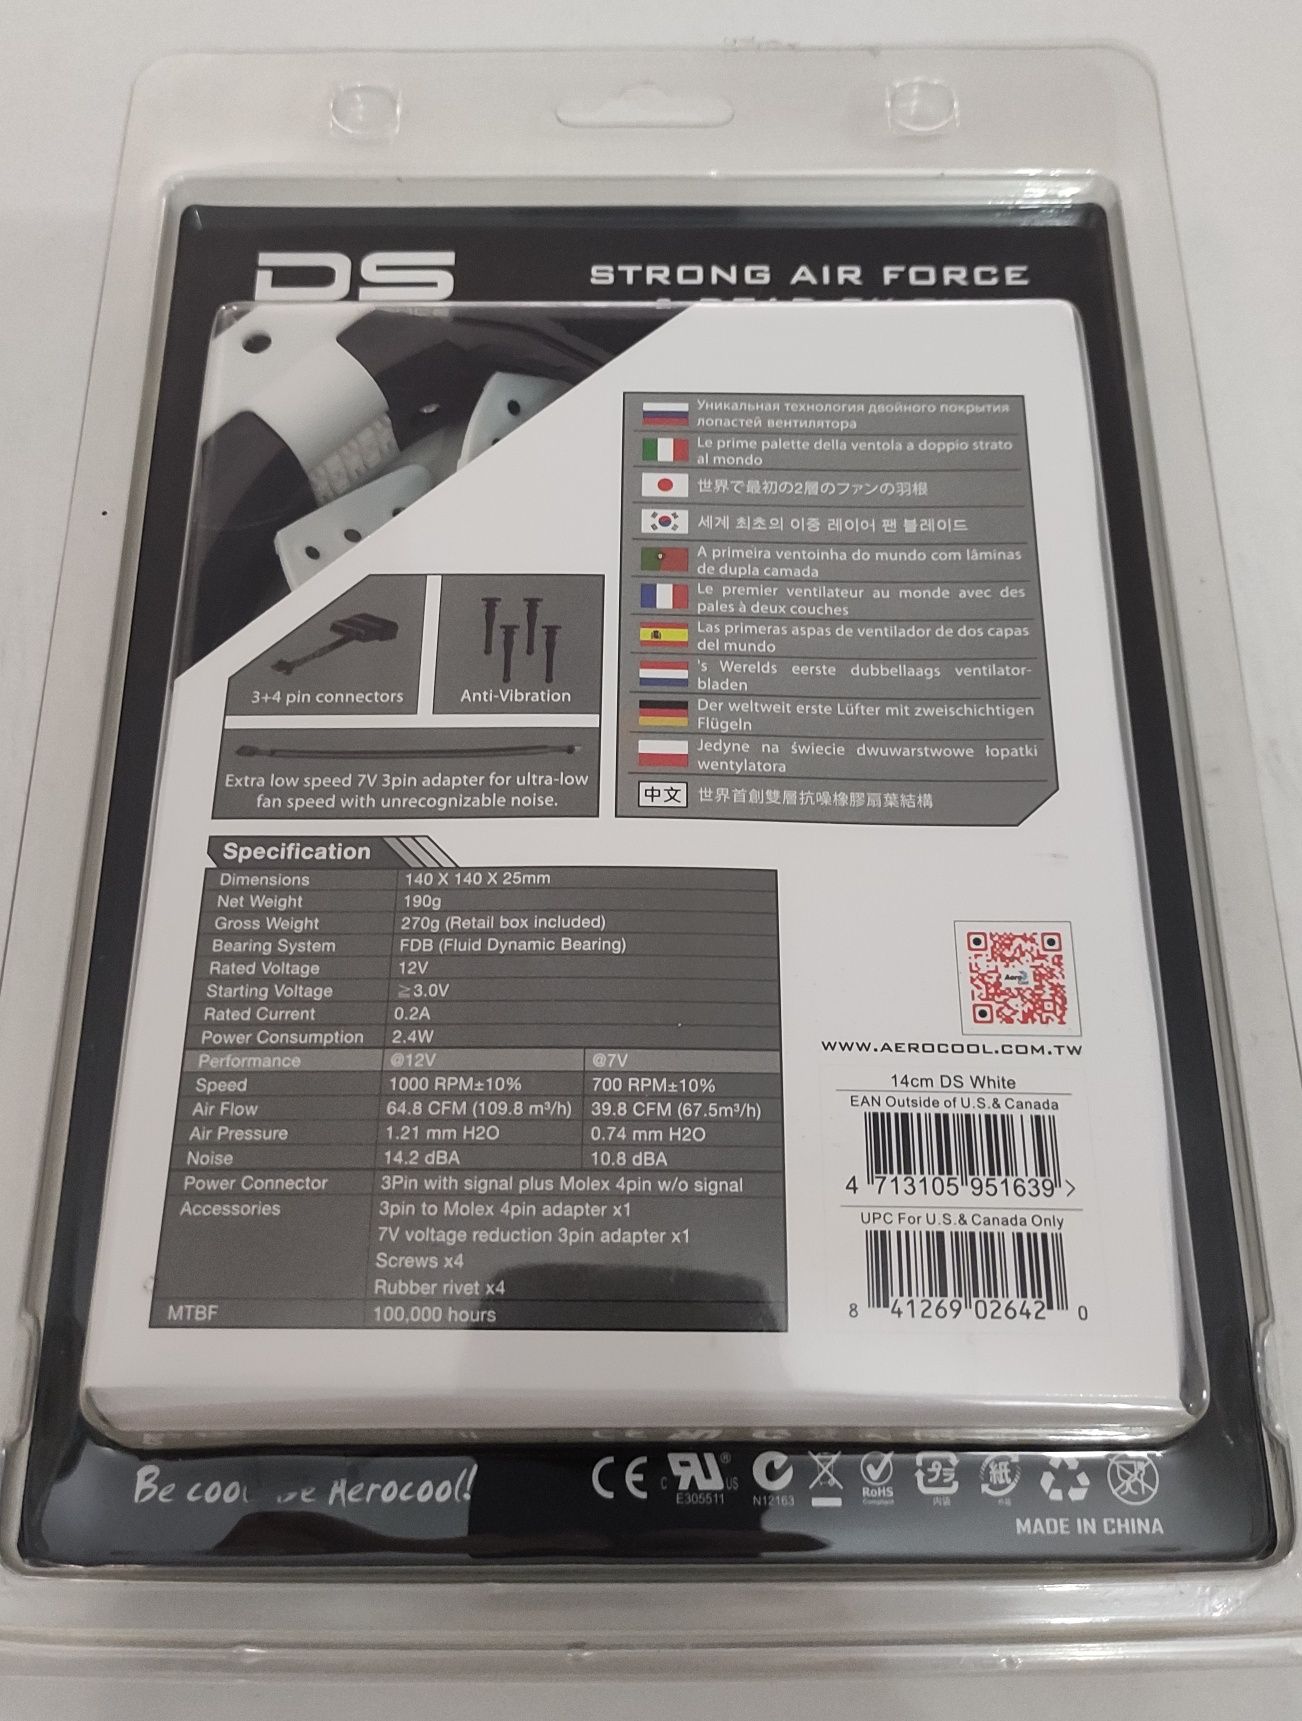 DS
STRONG AIR FORCE
Уникальная технология двойного покрытия
лопастей вентилятора
Le prime palette della ventola a doppio strato
al mondo
世界で最初の2層のファンの羽根
세계 최초의 이중 레이어 팬 블레이드
A primeira ventoinha do mundo com lâminas
de dupla camada
Le premier ventilateur au monde avec des
pales à deux couches
Las primeras aspas de ventilador de dos capas
del mundo
's Werelds eerste dubbellaags ventilator-
bladen
Der weltweit erste Lüfter mit zweischichtigen
Flügeln
Jedyne na świecie dwuwarstwowe łopatki
wentylatora
中文 世界首創雙層抗噪橡膠扇葉結構
3+4 pin connectors
Anti-Vibration
Extra low speed 7V 3pin adapter for ultra-low
fan speed with unrecognizable noise.
Specification
Dimensions 140 X 140 X 25mm
Net Weight 190g
Gross Weight 270g (Retail box included)
Bearing System FDB (Fluid Dynamic Bearing)
Rated Voltage 12V
Starting Voltage ≧3.0V
Rated Current 0.2A
Power Consumption 2.4W
Performance @12V @7V
Speed 1000 RPM±10% 700 RPM±10%
Air Flow 64.8 CFM (109.8 m³/h) 39.8 CFM (67.5m³/h)
Air Pressure 1.21 mm H2O 0.74 mm H2O
Noise 14.2 dBA 10.8 dBA
Power Connector 3Pin with signal plus Molex 4pin w/o signal
Accessories 3pin to Molex 4pin adapter x1
7V voltage reduction 3pin adapter x1
Screws x4
Rubber rivet x4
MTBF 100,000 hours
AeroCool
WWW.AEROCOOL.COM.TW
14cm DS White
EAN Outside of U.S.& Canada
4 713105 951639 >
UPC For U.S.& Canada Only
8 41269 02642 0
Be cool Aerocool!
CE
c RU ® US
E305511
N12163
RoHS
Compliant
プラ
内袋
紙
MADE IN CHINA